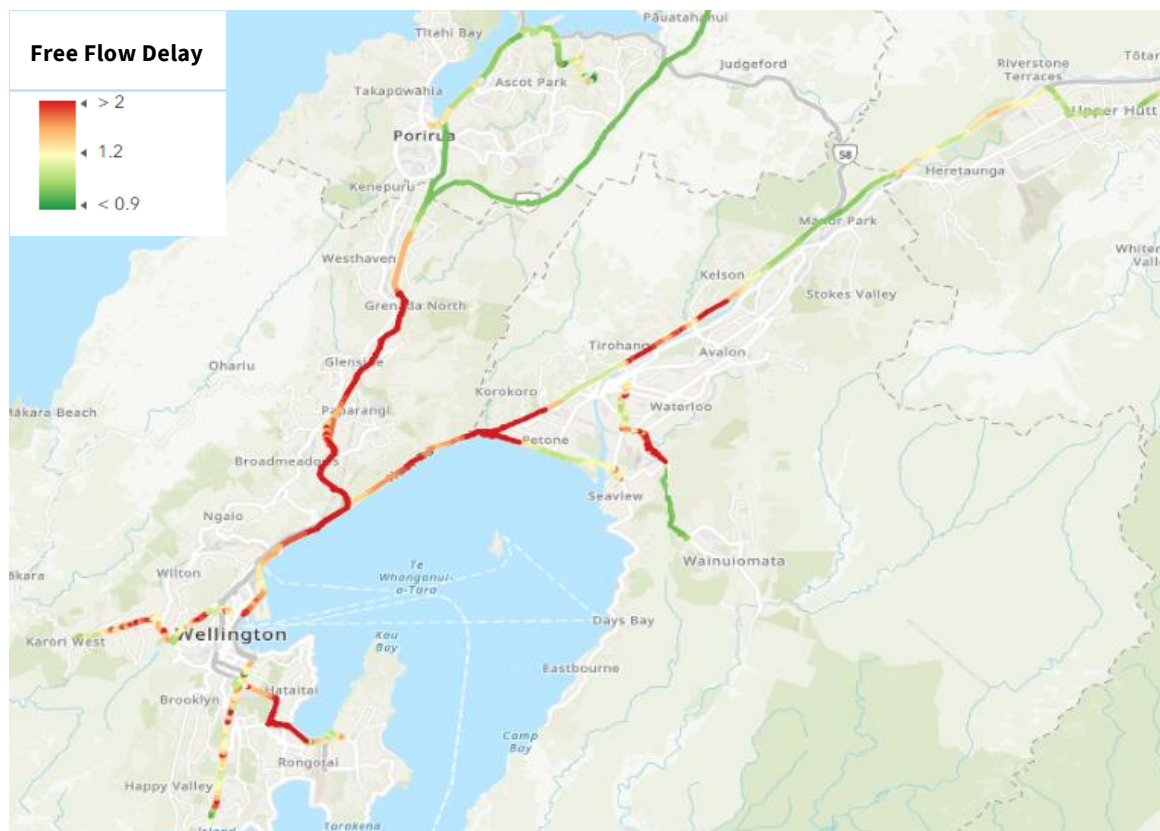 Free Flow Delay
> 2
1.2
< 0.9
Titahi Bay
Pāuatahanui
Judgeford
Riverstone
Terraces
Takapūwāhia
Ascot Park
Upper Hutt
Porirua
58
Heretaunga
Kenepuru
Manor Park
Westhaven
Kelson
Stokes Valley
Grenada North
Tirohanga
Avalon
Glenside
Ohariu
Korokoro
Mākara Beach
Paparangi
Waterloo
Petone
Broadmeadows
Seaview
Ngaio
Te
Whanganui-
a-Tara
Wilton
Wainuiomata
Days Bay
Wellington
Karori West
Kau
Bay
Eastbourne
Hataitai
Brooklyn
Camp
Bay
Rongotai
Happy Valley
Tarakena
Island